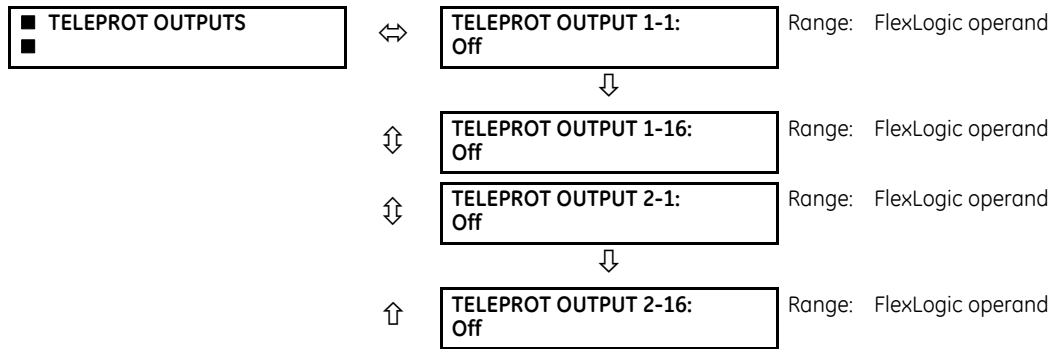 ■ TELEPROT OUTPUTS
■
TELEPROT OUTPUT 1-1:
Off
Range: FlexLogic operand
TELEPROT OUTPUT 1-16:
Off
Range: FlexLogic operand
TELEPROT OUTPUT 2-1:
Off
Range: FlexLogic operand
TELEPROT OUTPUT 2-16:
Off
Range: FlexLogic operand